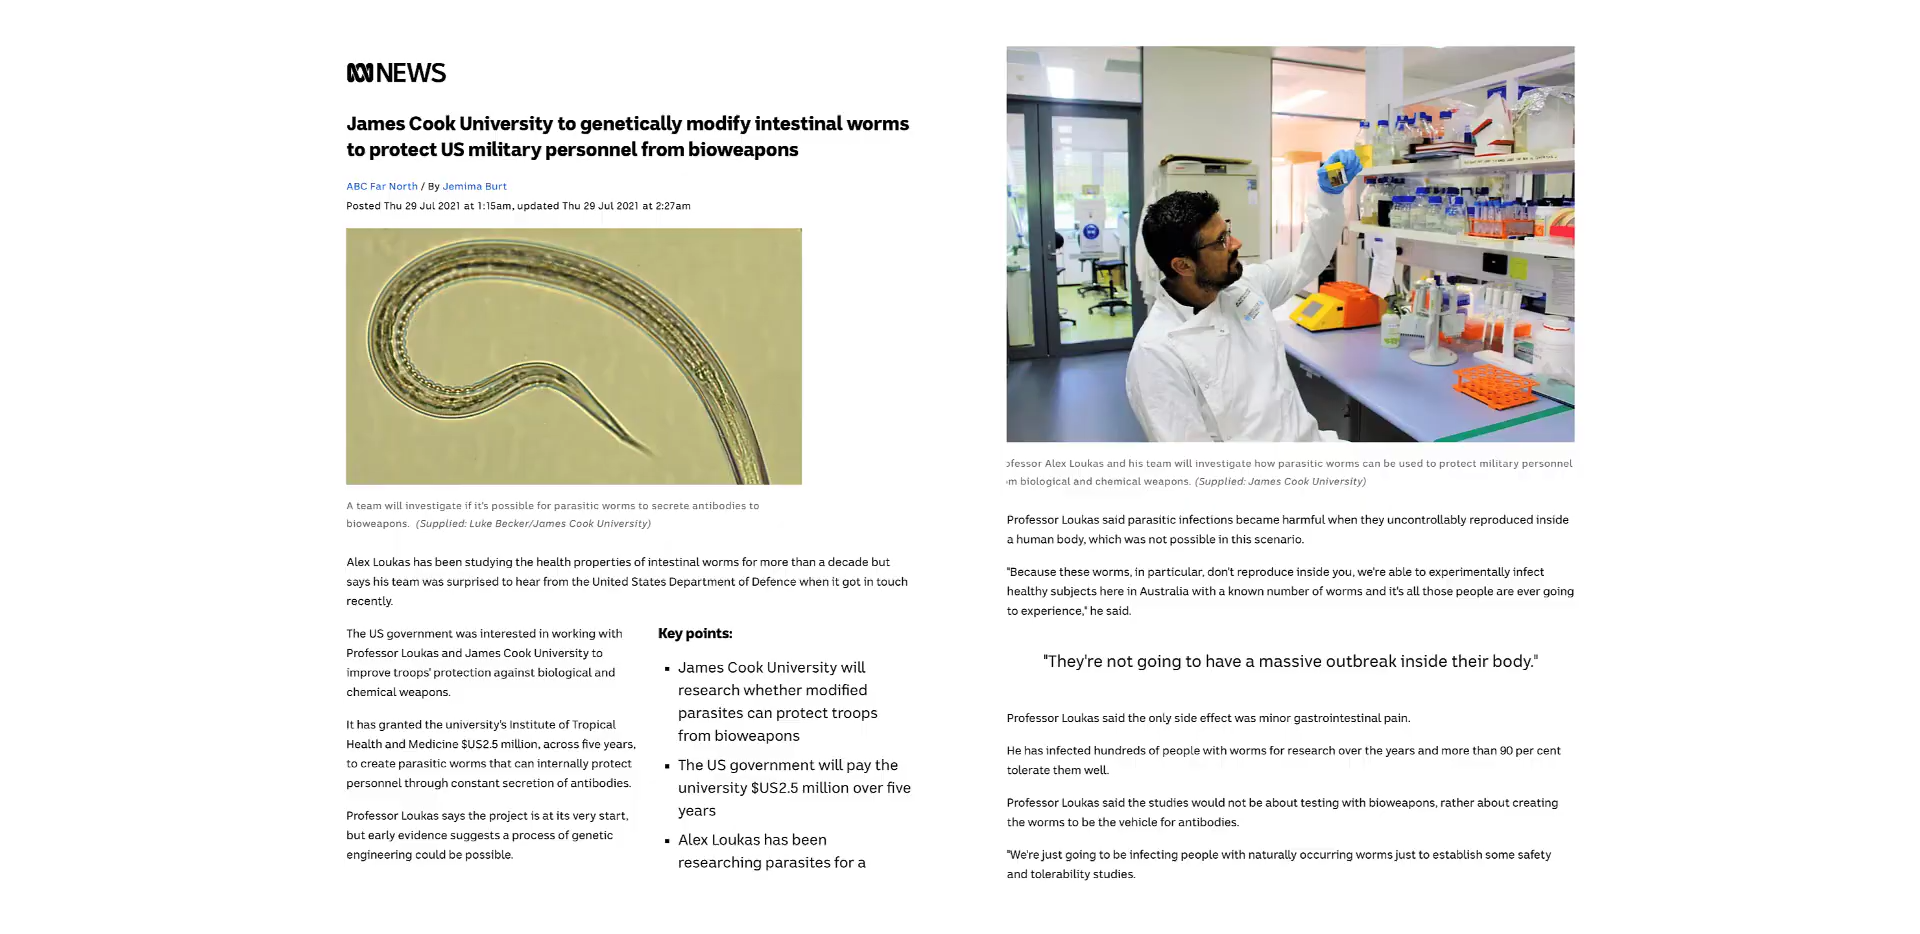 NEWS
James Cook University to genetically modify intestinal worms
to protect US military personnel from bioweapons
ABC Far North / By Jemima Burt
Posted Thu 29 Jul 2021 at 1:15am, updated Thu 29 Jul 2021 at 2:27am
A team will investigate if it's possible for parasitic worms to secrete antibodies to
bioweapons. (Supplied: Luke Becker/James Cook University)
Alex Loukas has been studying the health properties of intestinal worms for more than a decade but
says his team was surprised to hear from the United States Department of Defence when it got in touch
recently.
The US government was interested in working with
Professor Loukas and James Cook University to
improve troops' protection against biological and
chemical weapons.
It has granted the university's Institute of Tropical
Health and Medicine $US2.5 million, across five years,
to create parasitic worms that can internally protect
personnel through constant secretion of antibodies.
Professor Loukas says the project is at its very start,
but early evidence suggests a process of genetic
engineering could be possible.
Key points:
James Cook University will
research whether modified
parasites can protect troops
from bioweapons
The US government will pay the
university $US2.5 million over five
years
Alex Loukas has been
researching parasites for a
ofessor Alex Loukas and his team will investigate how parasitic worms can be used to protect military personnel
m biological and chemical weapons. (Supplied: James Cook University)
Professor Loukas said parasitic infections became harmful when they uncontrollably reproduced inside
a human body, which was not possible in this scenario.
"Because these worms, in particular, don't reproduce inside you, we're able to experimentally infect
healthy subjects here in Australia with a known number of worms and it's all those people are ever going
to experience," he said.
"They're not going to have a massive outbreak inside their body."
Professor Loukas said the only side effect was minor gastrointestinal pain.
He has infected hundreds of people with worms for research over the years and more than 90 per cent
tolerate them well.
Professor Loukas said the studies would not be about testing with bioweapons, rather about creating
the worms to be the vehicle for antibodies.
"We're just going to be infecting people with naturally occurring worms just to establish some safety
and tolerability studies.